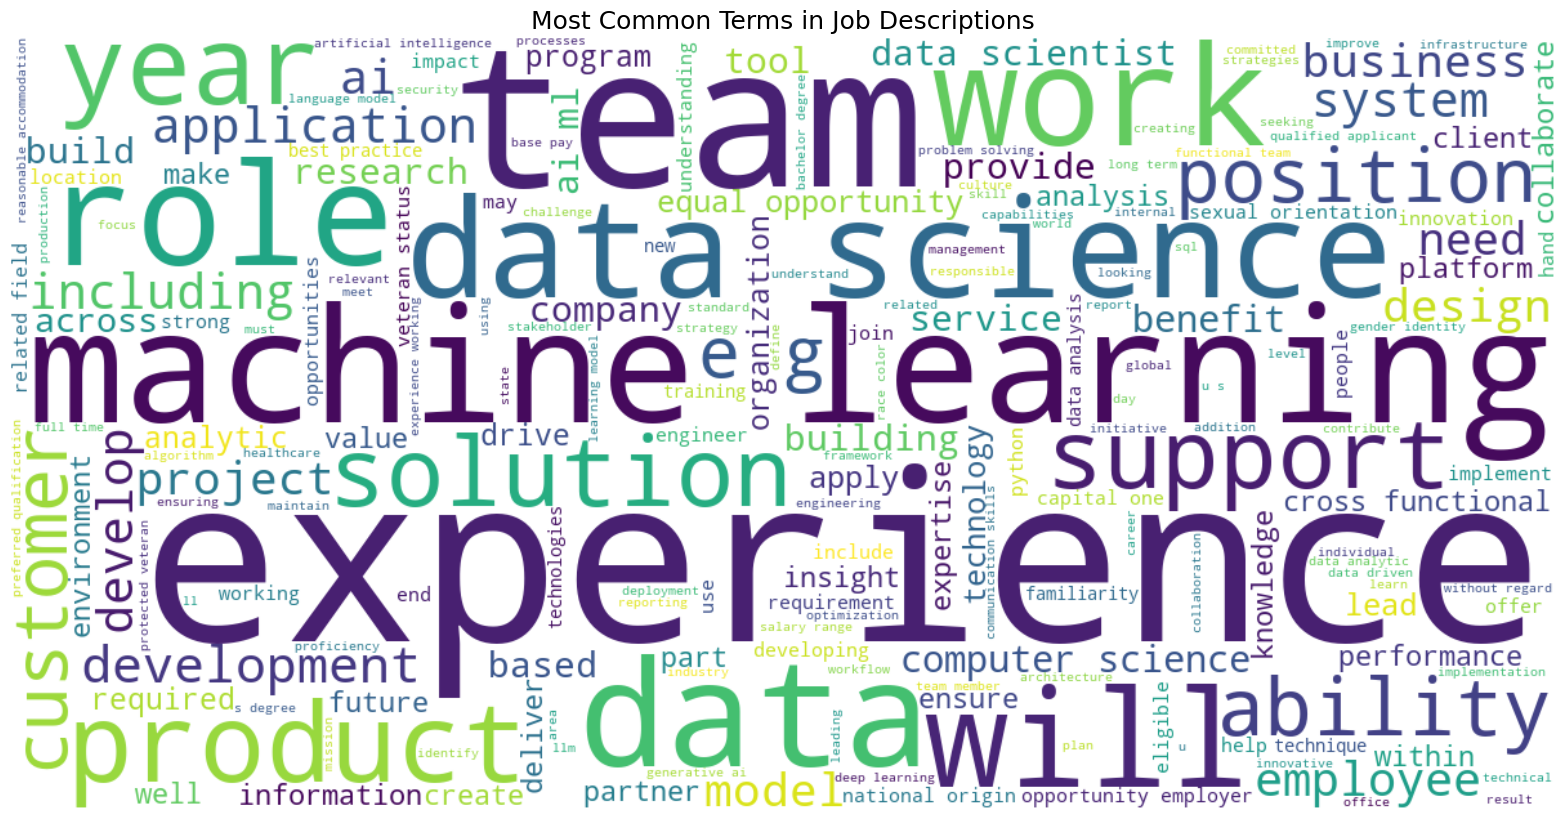 Most Common Terms in Job Descriptions
year
artificial intelligence
processes
impact
program
tool
data scientist
committed
strategies
improve
infrastructure
business
ai
language model
security
team
work
system
application
ai ml
understanding
bachelor degree
creating
seeking
qualified applicant
client
collaborate
reasonable accommodation
build
best practice
base pay
problem solving
provide
long term
functional team
location
make
research
position
role
may
challenge
equal opportunity
culture
skill
analysis
capabilities
internal
sexual orientation
innovation
hand
production
focus
veteran status
data science
new
world
management
sql
need
related field
including
opportunities
relevant
meet
organization
understand
responsible
looking
platform
across
strong
must
experience working
using
company
stakeholder
standard
strategy
define
related
service
report
benefit
design
gender identity
machine learning
e g
join
race color
data analysis
global
level
people
state
learning model
training
u s
day
full time
customer
preferred qualification
analytic
algorithm
healthcare
value
drive
engineer
building
framework
initiative
addition
contribute
support
environment
develop
project
ensuring
maintain
solution
apply
engineering
expertise
technology
python
capital one
implement
cross functional
protected veteran
experience
technologies
include
insight
requirement
optimization
communication skills
career
collaboration
knowledge
individual
data analytic
data driven
learn
without regard
ll
working
end
deployment
reporting
use
familiarity
lead
offer
proficiency
salary range
developing
development
based
part
industry
workflow
computer science
performance
required
s degree
future
deliver
data
team member
architecture
implementation
ensure
will
ability
product
mission
identify
area
llm
leading
plan
eligible
u
help
technique
within
generative ai
deep learning
innovative
technical
well
information
create
partner
model
national origin
opportunity employer
employee
office
result